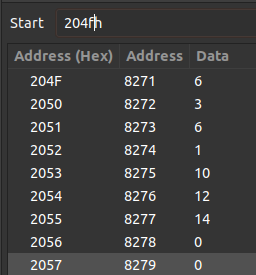 Start 204fh
Address (Hex) Address Data
204F 8271 6
2050 8272 3
2051 8273 6
2052 8274 1
2053 8275 10
2054 8276 12
2055 8277 14
2056 8278 0
2057 8279 0